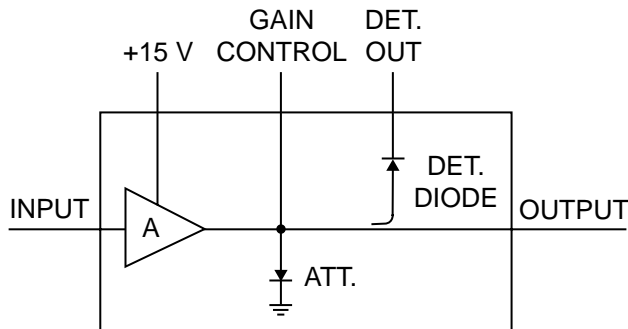 GAIN DET.
+15 V CONTROL OUT
DET.
DIODE
INPUT OUTPUT
A
ATT.